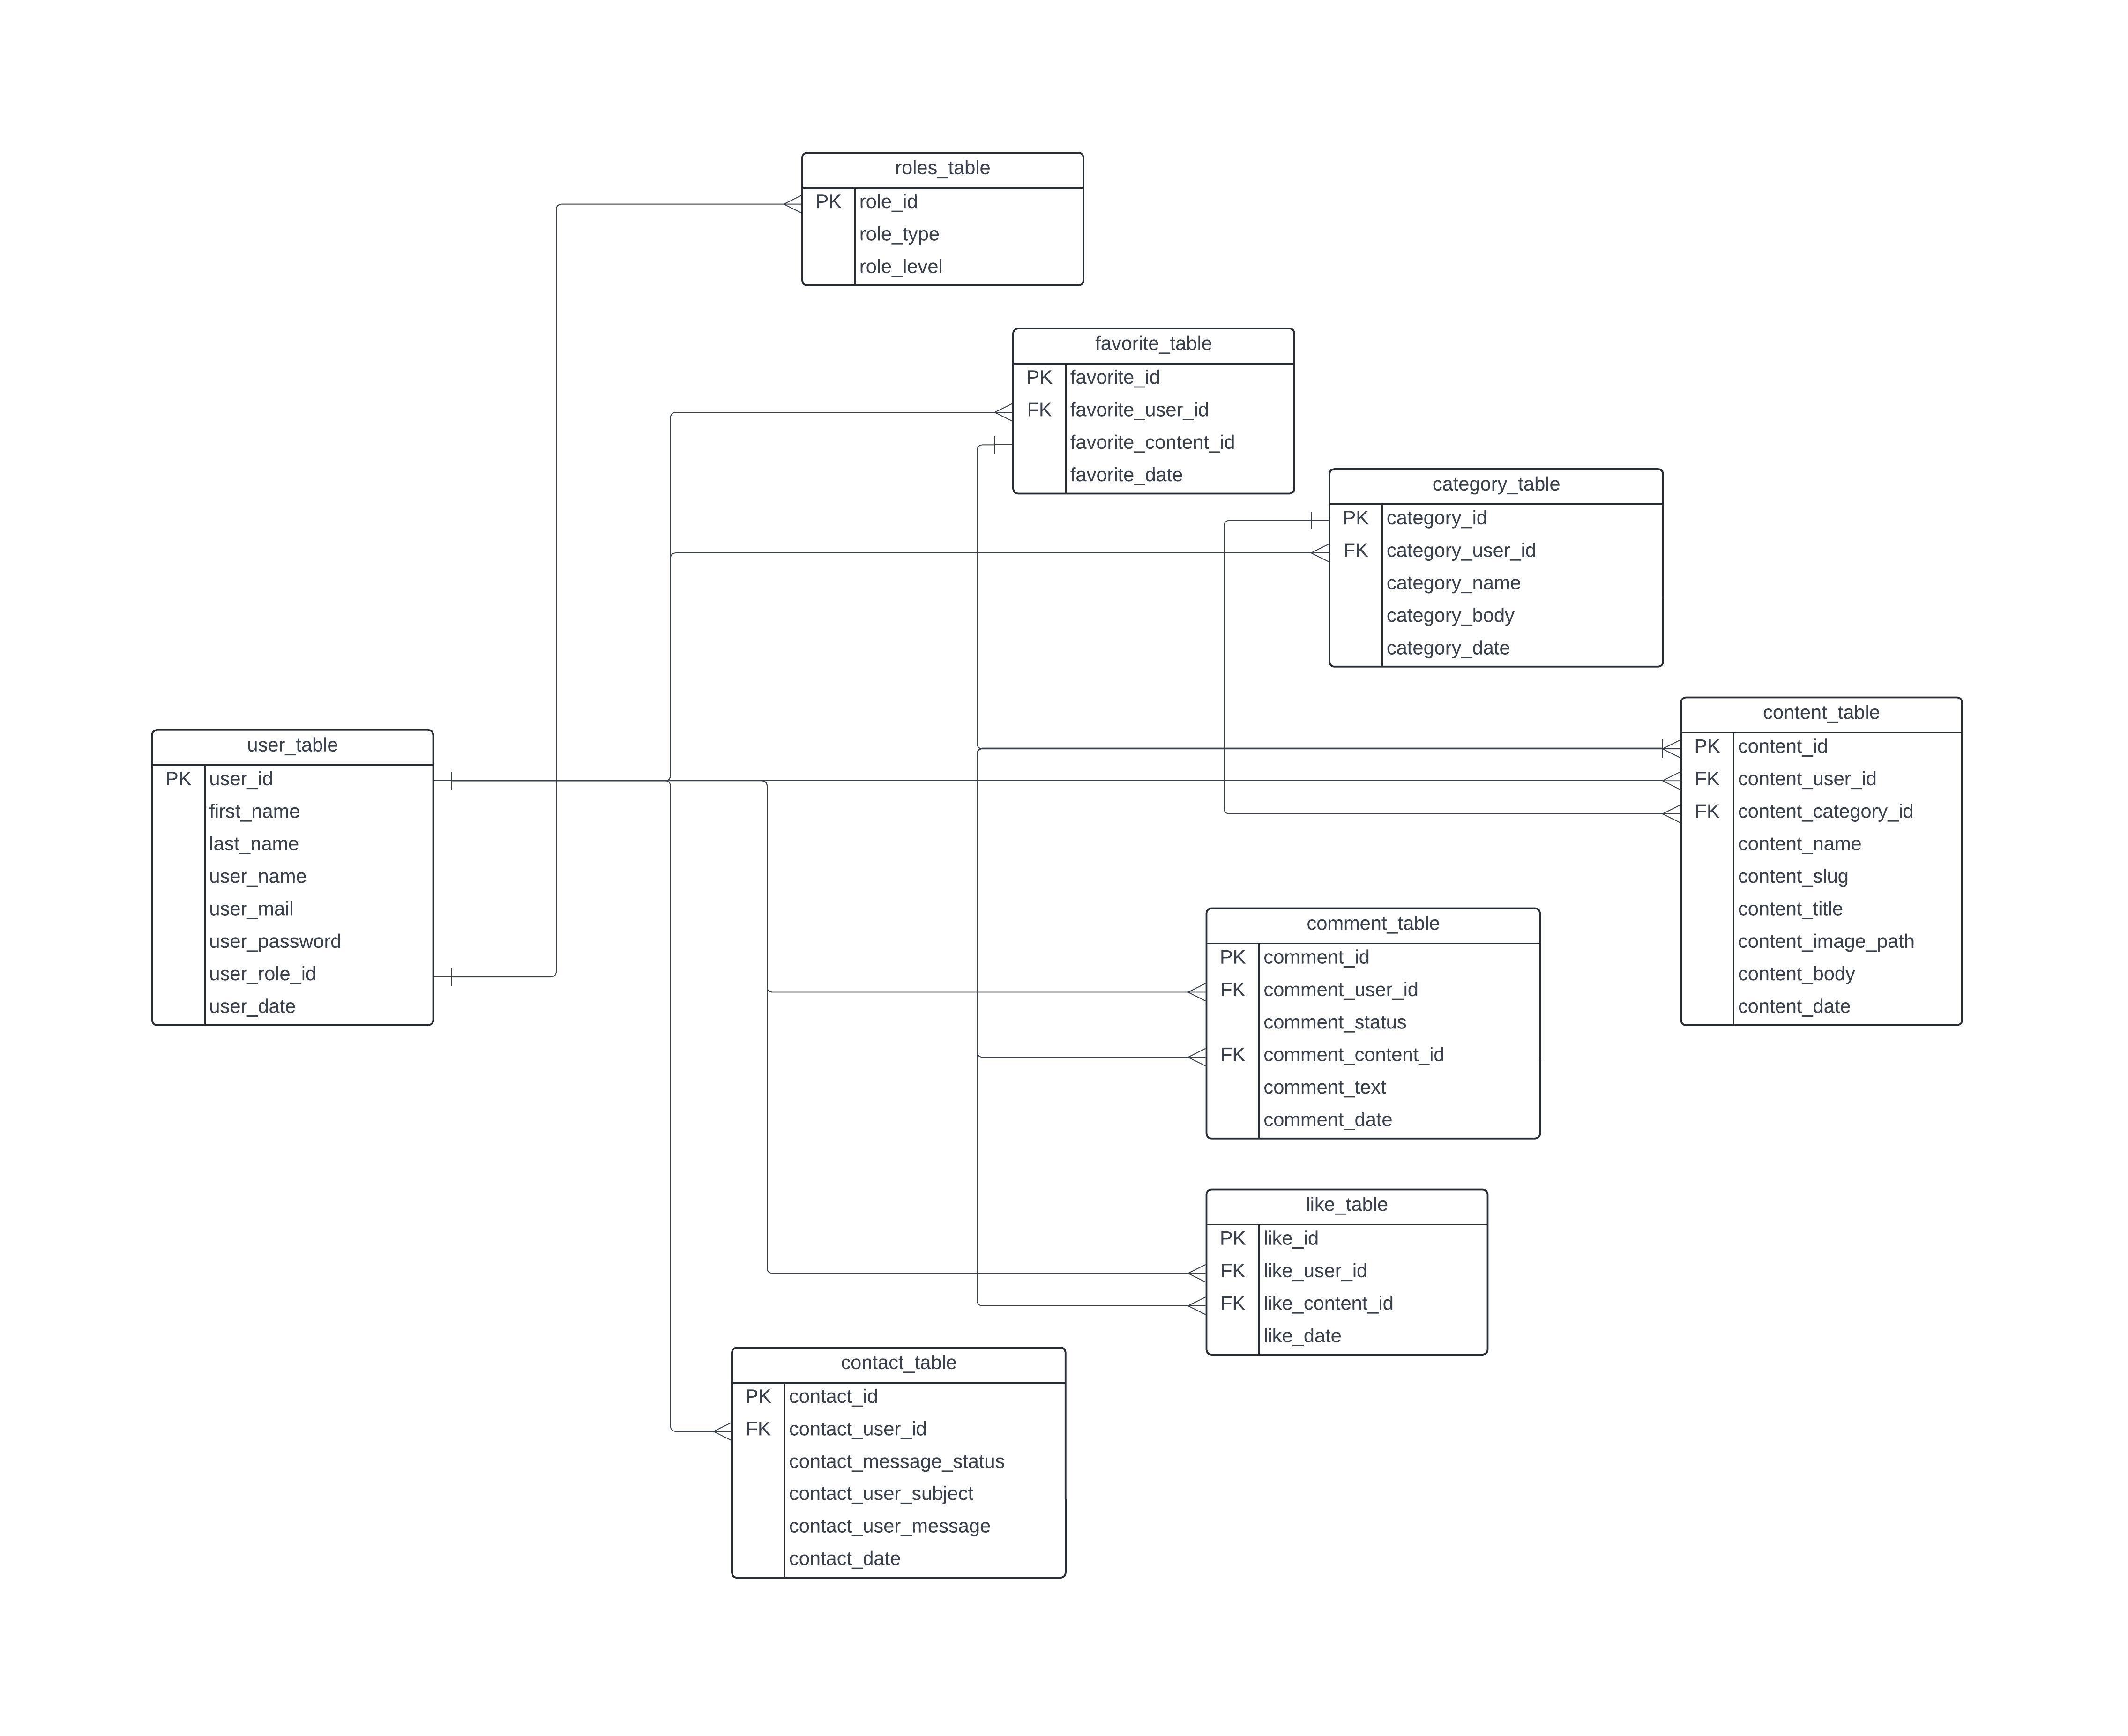 roles_table
PK role_id
role_type
role_level
favorite_table
PK favorite_id
FK favorite_user_id
favorite_content_id
favorite_date
category_table
PK category_id
FK category_user_id
category_name
category_body
category_date
content_table
PK content_id
FK content_user_id
FK content_category_id
content_name
content_slug
content_title
content_image_path
content_body
content_date
user_table
PK user_id
first_name
last_name
user_name
user_mail
user_password
user_role_id
user_date
comment_table
PK comment_id
FK comment_user_id
comment_status
FK comment_content_id
comment_text
comment_date
like_table
PK like_id
FK like_user_id
FK like_content_id
like_date
contact_table
PK contact_id
FK contact_user_id
contact_message_status
contact_user_subject
contact_user_message
contact_date